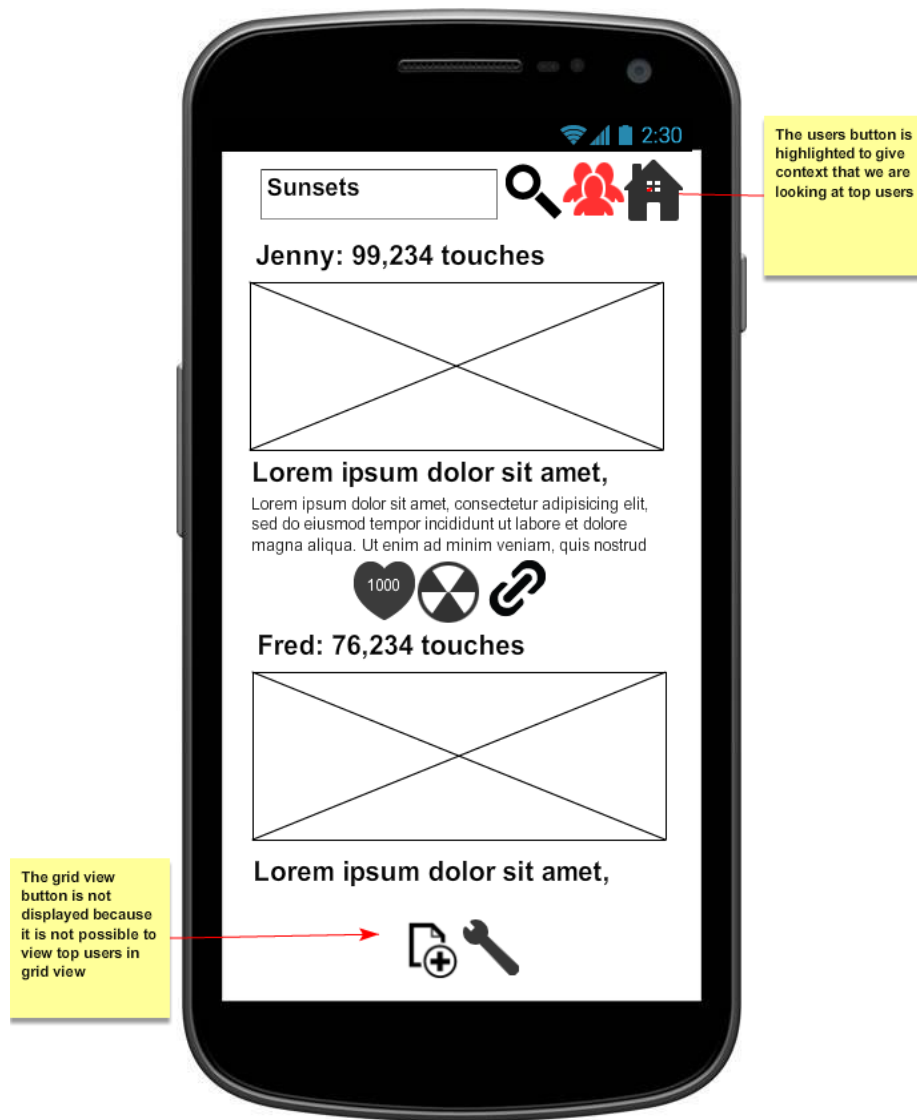 2:30
The users button is
highlighted to give
context that we are
looking at top users
Sunsets
Jenny: 99,234 touches
Lorem ipsum dolor sit amet,
Lorem ipsum dolor sit amet, consectetur adipisicing elit,
sed do eiusmod tempor incididunt ut labore et dolore
magna aliqua. Ut enim ad minim veniam, quis nostrud
1000
Fred: 76,234 touches
Lorem ipsum dolor sit amet,
The grid view
button is not
displayed because
it is not possible to
view top users in
grid view